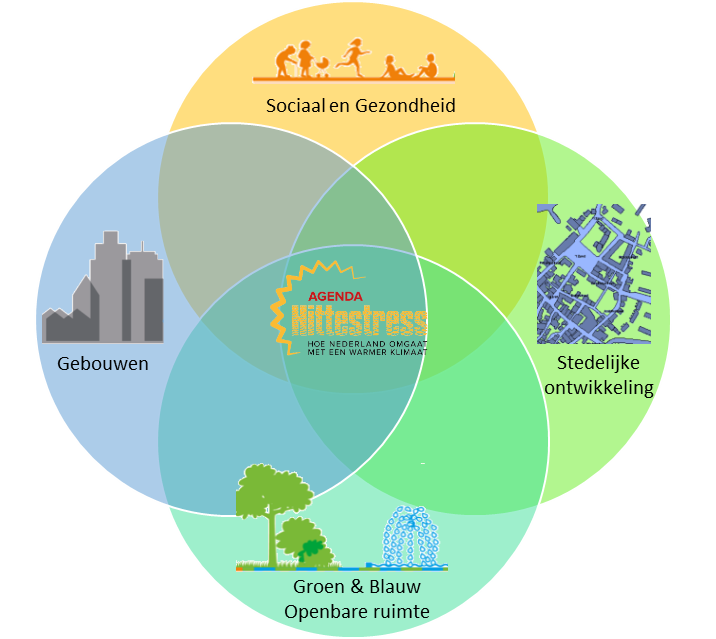 Sociaal en Gezondheid
AGENDA
Hittestress
HOE NEDERLAND OMGAAT
MET EEN WARMER KLIMAAT
Gebouwen
Stedelijke
ontwikkeling
Groen & Blauw
Openbare ruimte